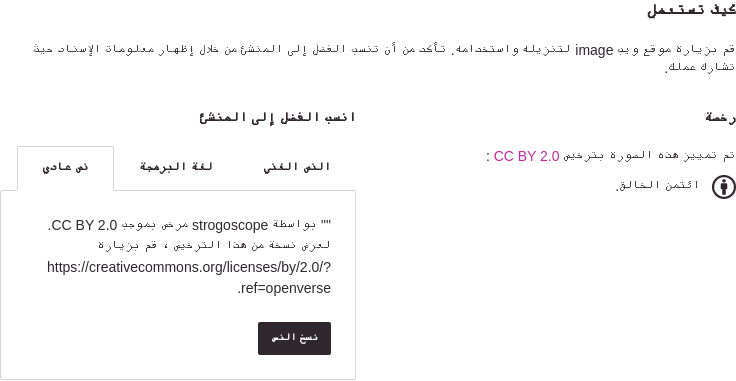 كيف تستعمل
قم بزيارة موقع ويب image لتنزيله واستخدامه. تأكد من أن تنسب الفضل إلى المنشئ من خلال إظهار معلومات الإسناد حيث
تشارك عملك.
رخصة
تم تمييز هذه الصورة بترخيص CC BY 2.0 :
ائتمن الخالق.
انسب الفضل إلى المنشئ
النص الغني
لغة البرمجة
نص عادي
"" بواسطة strogoscope مرخص بموجب CC BY 2.0.
لعرض نسخة من هذا الترخيص ، قم بزيارة
https://creativecommons.org/licenses/by/2.0/?
ref=openverse.
نسخ النص